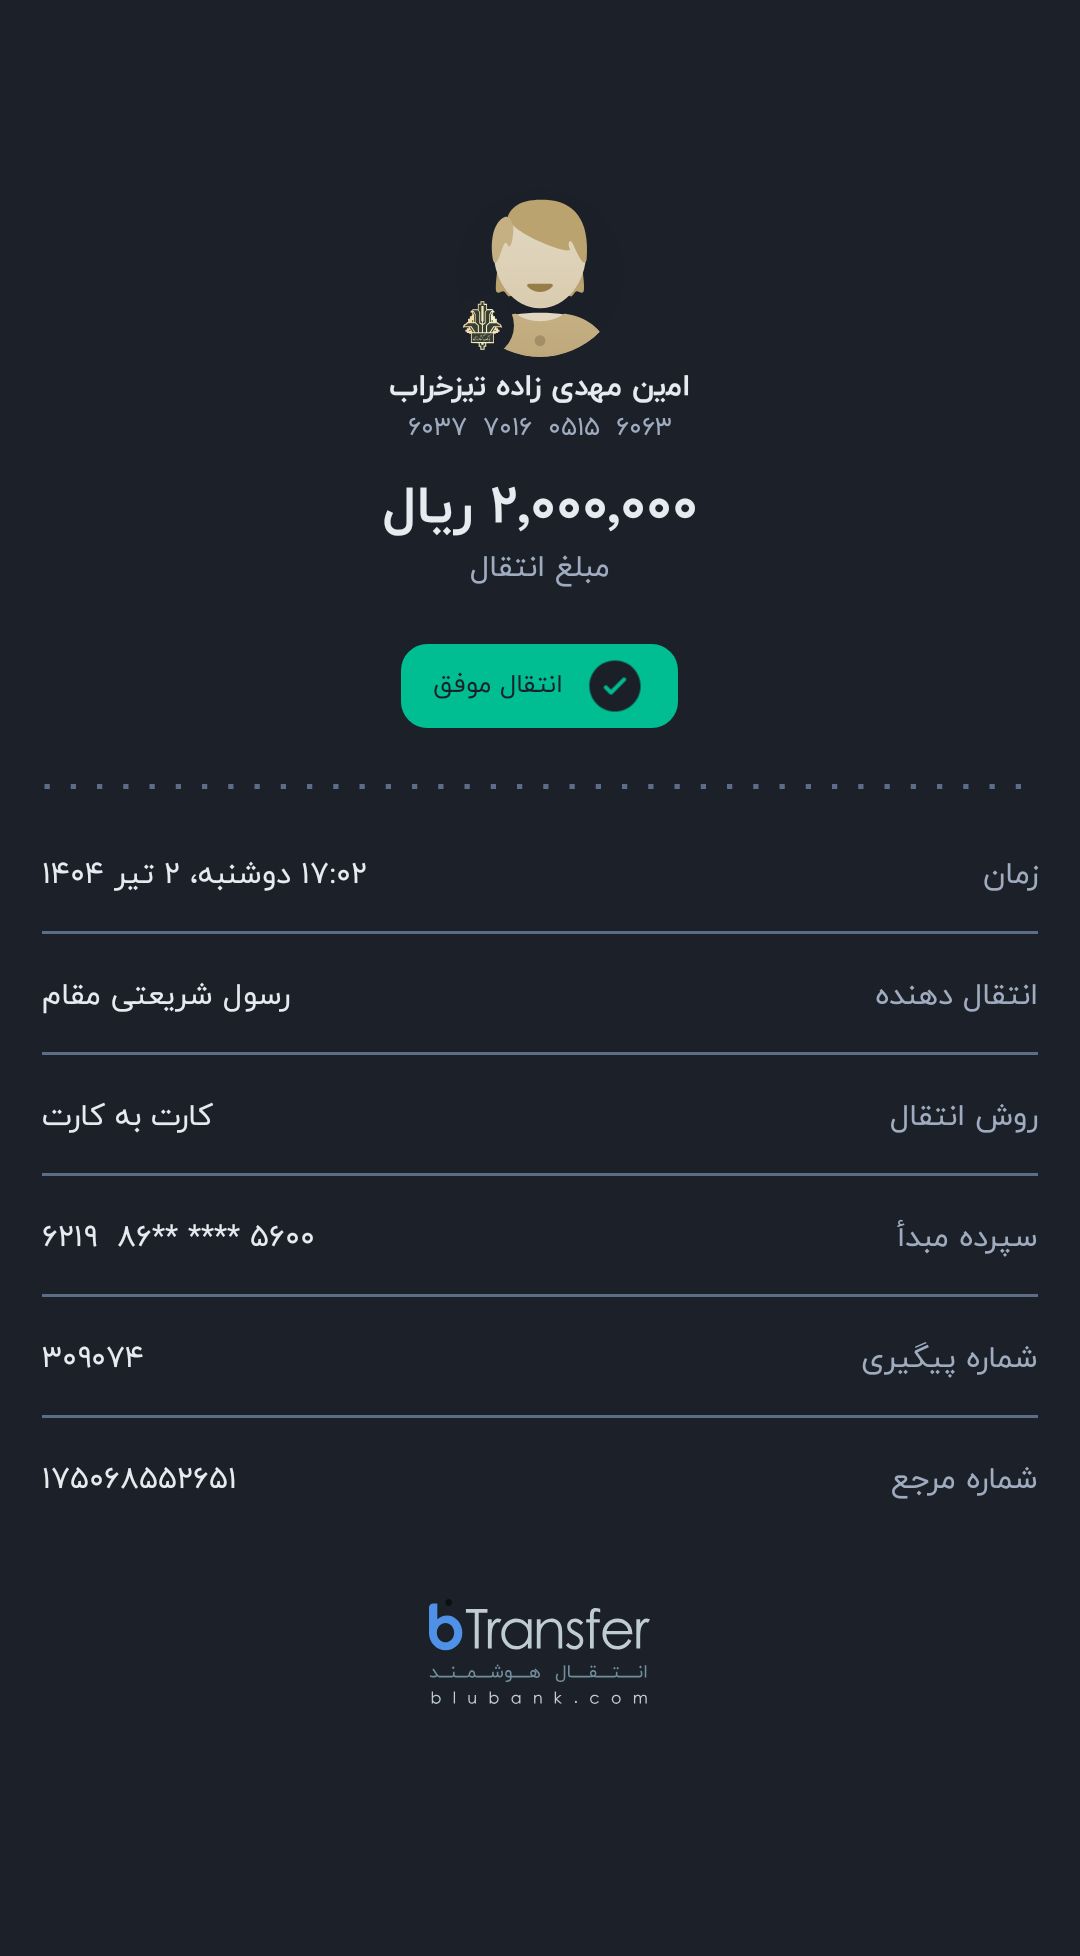 امین مهدی زاده تیزخراب
۶۰۳۷ ۷۰۱۶ ۰۵۱۵ ۶۰۶۳
۲,۰۰۰,۰۰۰ ریال
مبلغ انتقال
انتقال موفق
زمان ۱۷:۰۲ دوشنبه، ۲ تیر ۱۴۰۴
انتقال دهنده رسول شریعتی مقام
روش انتقال کارت به کارت
سپرده مبدأ ۶۲۱۹ ۸۶** **** ۵۶۰۰
شماره پیگیری ۳۰۹۰۷۴
شماره مرجع ۱۷۵۰۶۸۵۵۲۶۵۱
bTransfer
انتقال هوشمند
blubank.com